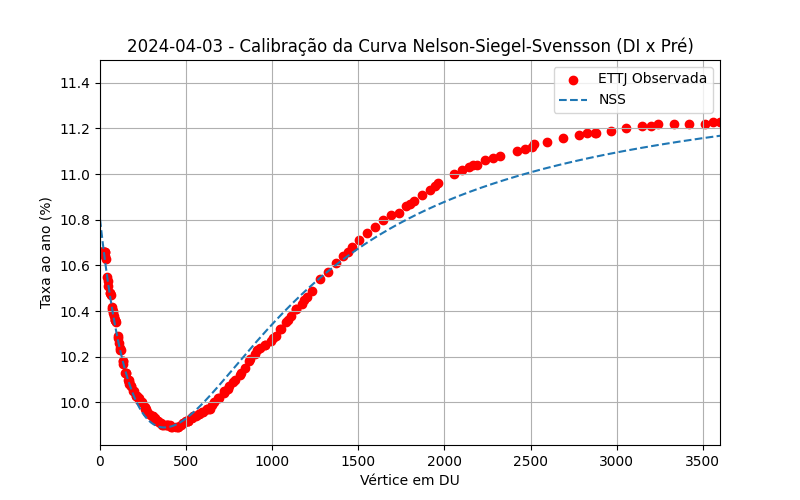 2024-04-03 - Calibração da Curva Nelson-Siegel-Svensson (DI x Pré)
ETTJ Observada
NSS
Taxa ao ano (%)
11.4
11.2
11.0
10.8
10.6
10.4
10.2
10.0
0 500 1000 1500 2000 2500 3000 3500
Vértice em DU